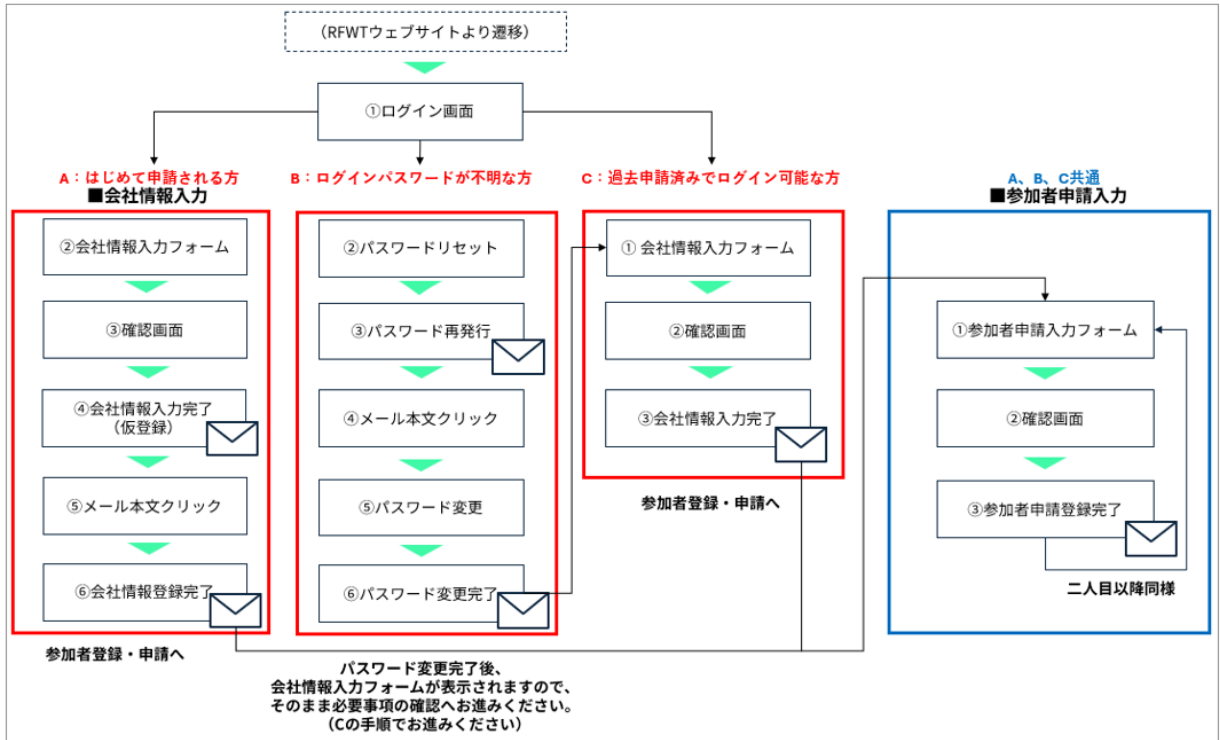 （RFWTウェブサイトより遷移）
①ログイン画面
A：はじめて申請される方
■会社情報入力
②会社情報入力フォーム
③確認画面
④会社情報入力完了
（仮登録）
⑤メール本文クリック
⑥会社情報登録完了
参加者登録・申請へ
B：ログインパスワードが不明な方
②パスワードリセット
③パスワード再発行
④メール本文クリック
⑤パスワード変更
⑥パスワード変更完了
パスワード変更完了後、
会社情報入力フォームが表示されますので、
そのまま必要事項の確認へお進みください。
（Cの手順でお進みください）
C：過去申請済みでログイン可能な方
① 会社情報入力フォーム
②確認画面
③会社情報入力完了
参加者登録・申請へ
A、B、C共通
■参加者申請入力
①参加者申請入力フォーム
②確認画面
③参加者申請登録完了
二人目以降同様